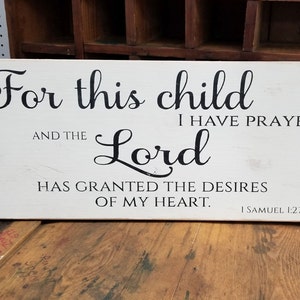 For this child
I HAVE PRAYE
AND THE
Lord
HAS GRANTED THE DESIRES
OF MY HEART.
1 SAMUEL 1:2